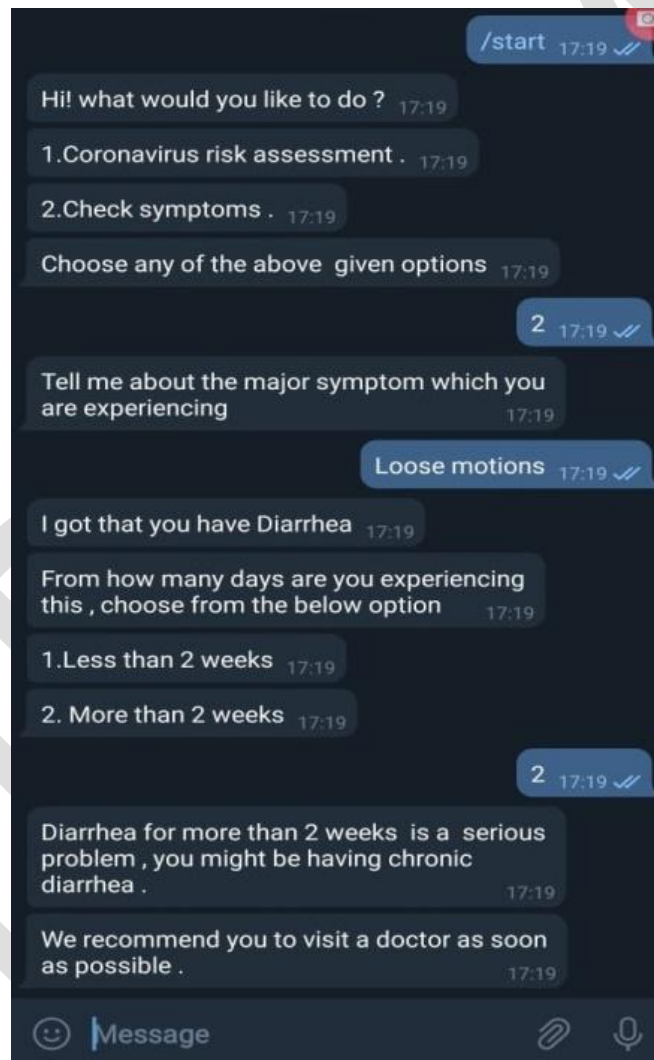 /start 17:19
Hi! what would you like to do ? 17:19
1.Coronavirus risk assessment . 17:19
2.Check symptoms . 17:19
Choose any of the above given options 17:19
2 17:19
Tell me about the major symptom which you
are experiencing 17:19
Loose motions 17:19
I got that you have Diarrhea 17:19
From how many days are you experiencing
this , choose from the below option 17:19
1.Less than 2 weeks 17:19
2. More than 2 weeks 17:19
2 17:19
Diarrhea for more than 2 weeks is a serious
problem , you might be having chronic
diarrhea . 17:19
We recommend you to visit a doctor as soon
as possible . 17:19
Message